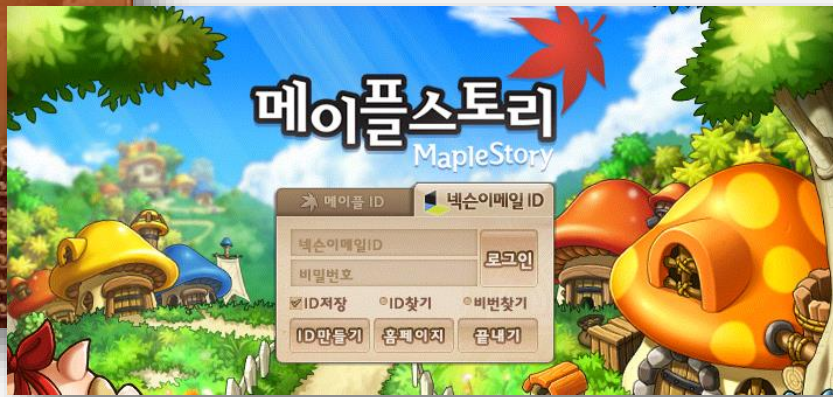 메이플스토리
MapleStory
메이플 ID
넥슨이메일 ID
넥슨이메일ID
비밀번호
로그인
ID저장
ID찾기
비번찾기
ID만들기
홈페이지
끝내기